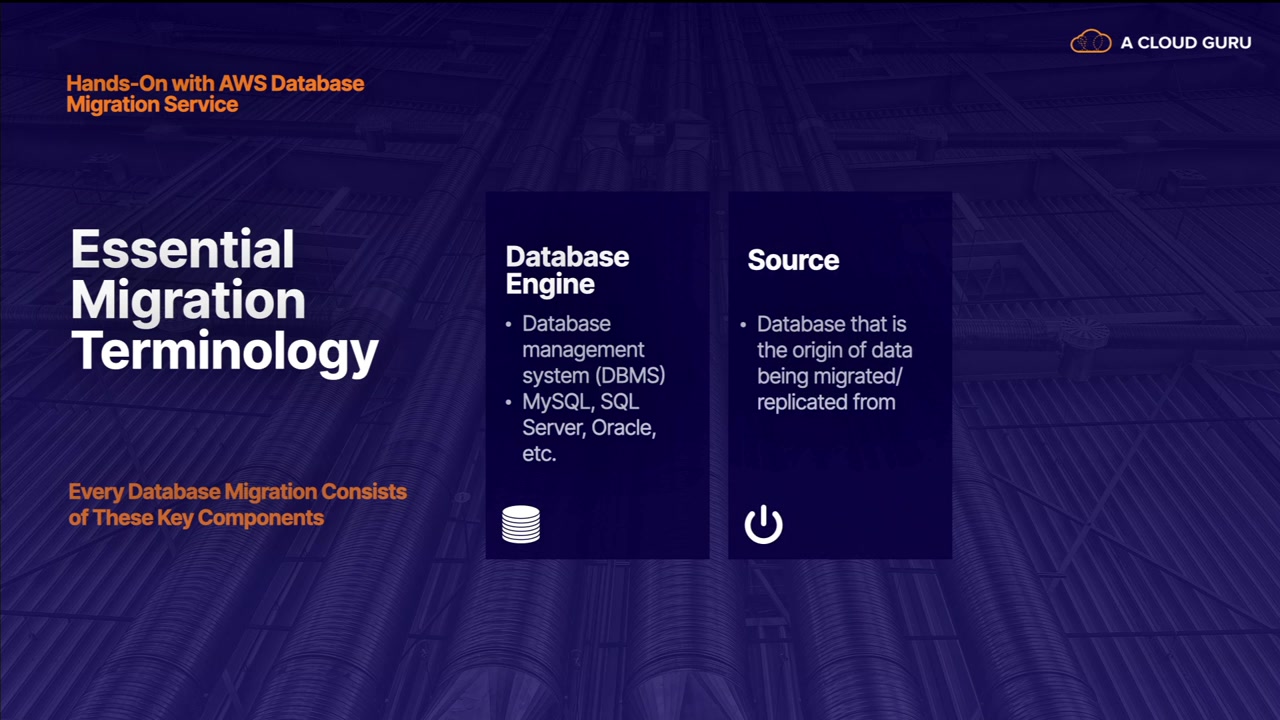 A CLOUD GURU
Hands-On with AWS Database
Migration Service
Essential
Migration
Terminology
Every Database Migration Consists
of These Key Components
Database
Engine
• Database
management
system (DBMS)
• MySQL, SQL
Server, Oracle,
etc.
Source
• Database that is
the origin of data
being migrated/
replicated from